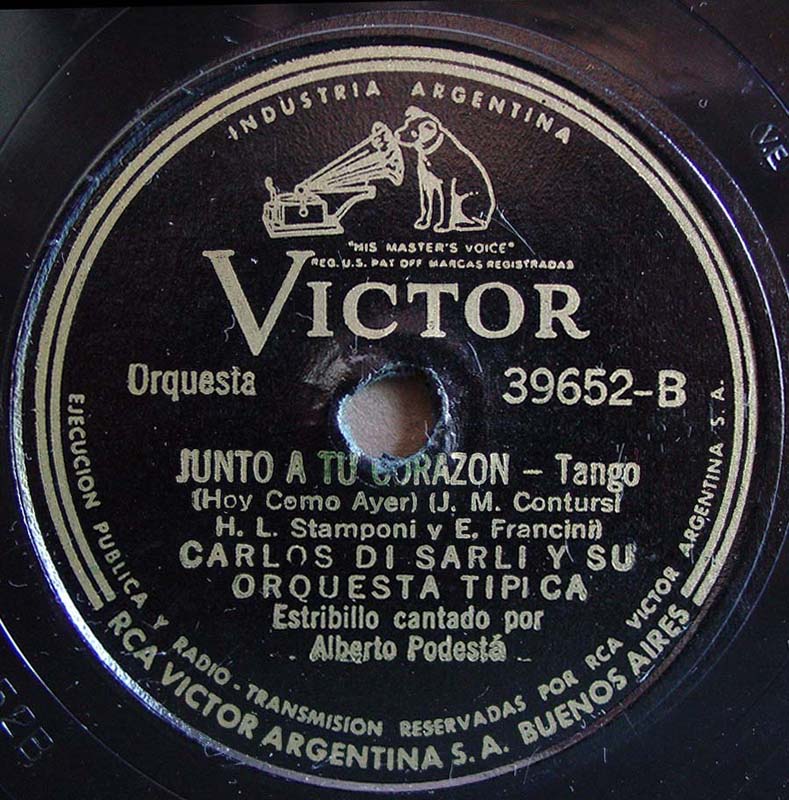 INDUSTRIA ARGENTINA
"HIS MASTER'S VOICE"
REG. U.S. PAT OFF MARCAS REGISTRADAS
VICTOR
Orquesta 39652-B
JUNTO A TU CORAZON - Tango
(Hoy Como Ayer) (J. M. Contursi
H. L. Stamponi y E. Francini)
CARLOS DI SARLI Y SU
ORQUESTA TIPICA
Estribillo cantado por
Alberto Podestá
EJECUCION PUBLICA Y RADIO-TRANSMISIÓN RESERVADAS POR RCA VICTOR ARGENTINA S. A.
RCA VICTOR ARGENTINA S. A. BUENOS AIRES
V.E